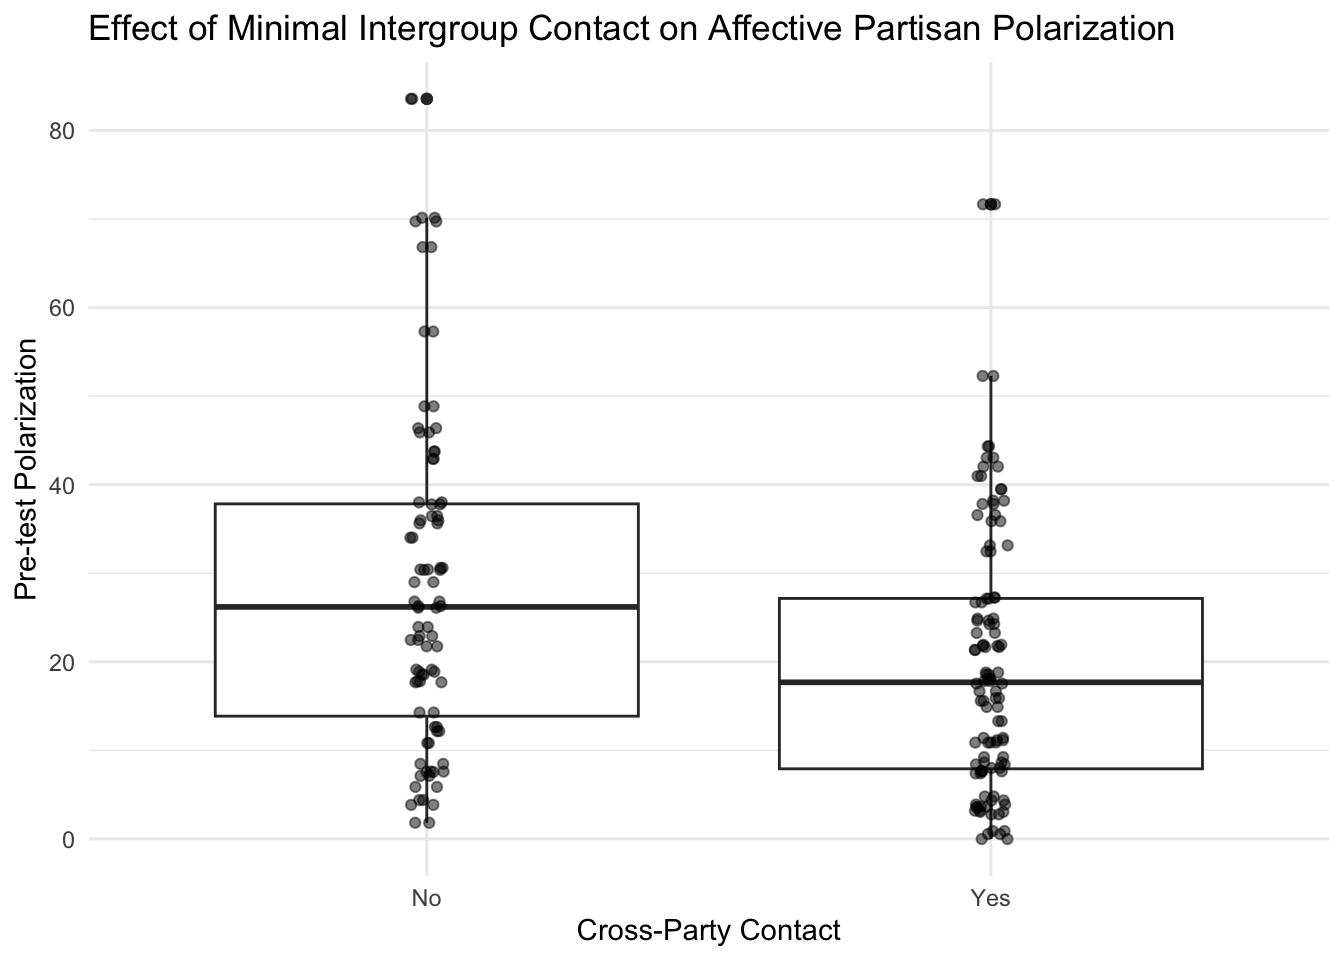 Effect of Minimal Intergroup Contact on Affective Partisan Polarization
Pre-test Polarization
80
60
40
20
0
No
Yes
Cross-Party Contact